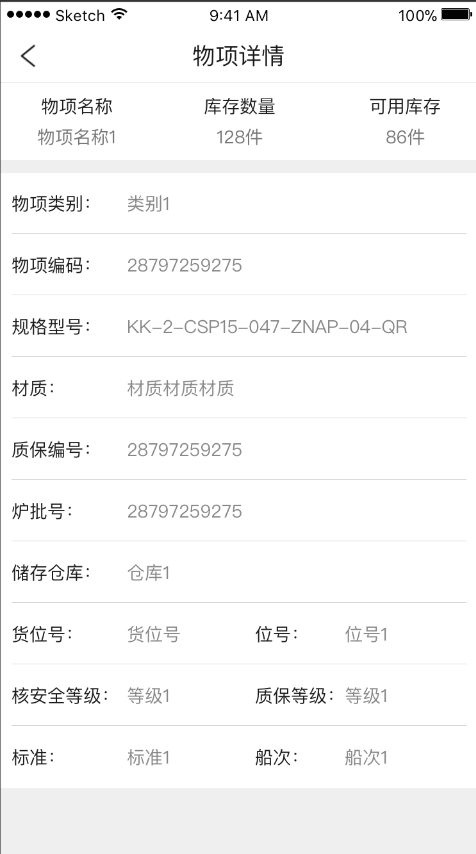 Sketch 9:41 AM 100%
物项详情
物项名称 库存数量 可用库存
物项名称1 128件 86件
物项类别： 类别1
物项编码： 28797259275
规格型号： KK-2-CSP15-047-ZNAP-04-QR
材质： 材质材质材质
质保编号： 28797259275
炉批号： 28797259275
储存仓库： 仓库1
货位号： 货位号 位号： 位号1
核安全等级： 等级1 质保等级： 等级1
标准： 标准1 船次： 船次1